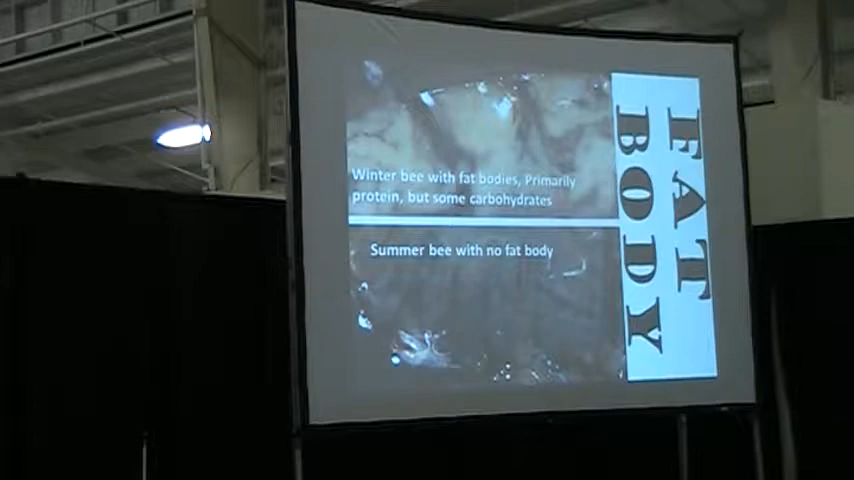 Winter bee with fat bodies, Primarily
protein, but some carbohydrates
Summer bee with no fat body
FAT
BODY